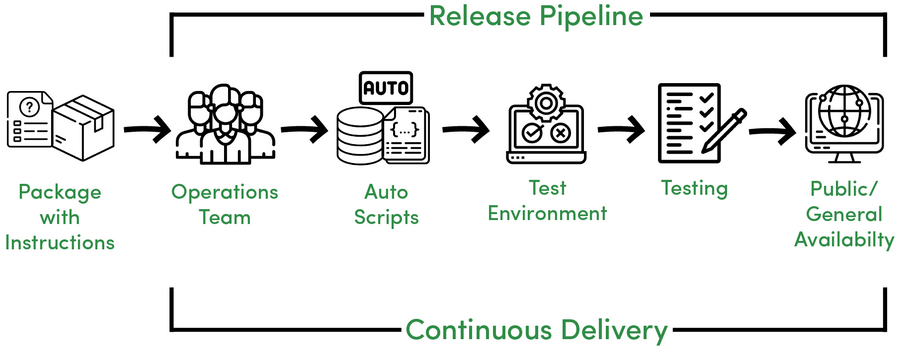 Release Pipeline
AUTO
?
{...}
Package
with
Instructions
Operations
Team
Auto
Scripts
Test
Environment
Testing
Public/
General
Availabilty
Continuous Delivery